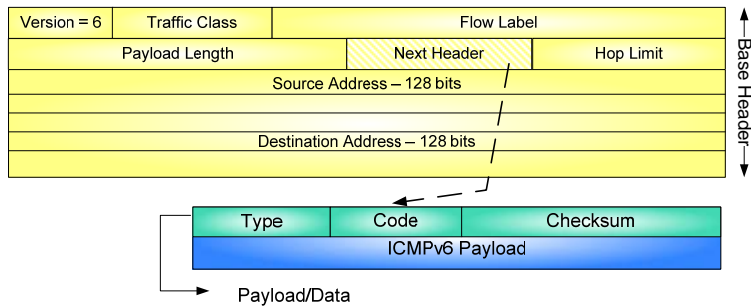 Version = 6 Traffic Class Flow Label
Payload Length Next Header Hop Limit
Source Address – 128 bits
Destination Address – 128 bits
Base Header
Type Code Checksum
ICMPv6 Payload
Payload/Data